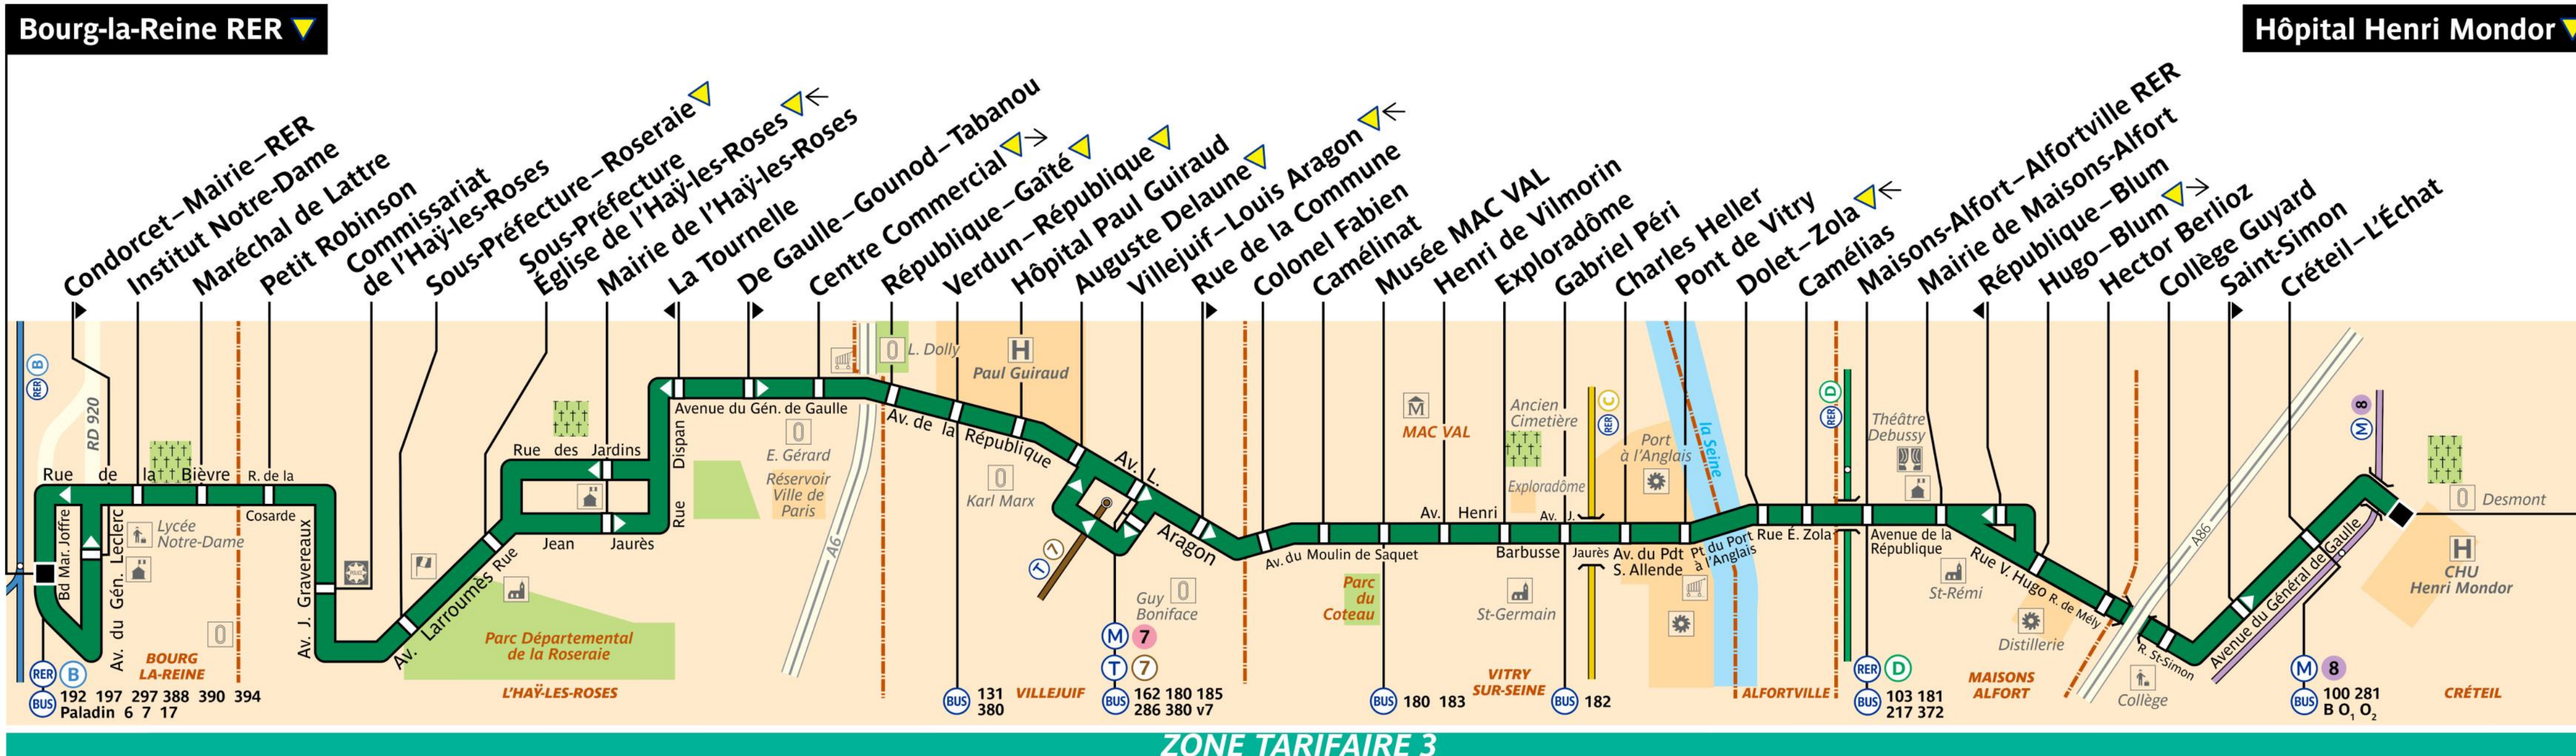 Bourg-la-Reine RER
Hôpital Henri Mondor
Condorcet–Mairie–RER
Institut Notre-Dame
Maréchal de Lattre
Petit Robinson
Commissariat
de l'Haÿ-les-Roses
Sous-Préfecture–Roseraie
Sous-Préfecture
Église de l'Haÿ-les-Roses
Mairie de l'Haÿ-les-Roses
La Tournelle
De Gaulle–Gounod–Tabanou
Centre Commercial
République–Gaîté
Verdun–République
Hôpital Paul Guiraud
Auguste Delaune
Villejuif–Louis Aragon
Rue de la Commune
Colonel Fabien
Camélinat
Musée MAC VAL
Henri de Vilmorin
Exploradôme
Gabriel Péri
Charles Heller
Pont de Vitry
Dolet–Zola
Camélias
Maisons-Alfort–Alfortville RER
Mairie de Maisons-Alfort
République–Blum
Hugo–Blum
Hector Berlioz
Collège Guyard
Saint-Simon
Créteil–L'Échat
RER B
RD 920
Rue de la Bièvre
R. de la
Cosarde
Bd Mar. Joffre
Av. du Gén. Leclerc
Lycée
Notre-Dame
Av. J. Gravereaux
POLICE
BOURG
LA-REINE
RER B
BUS 192 197 297 388 390 394
Paladin 6 7 17
Av. Larroumès
Rue Jean Jaurès
Rue des Jardins
Rue Dispan
Parc Départemental
de la Roseraie
L'HAŸ-LES-ROSES
Avenue du Gén. de Gaulle
E. Gérard
Réservoir
Ville de
Paris
A6
L. Dolly
H
Paul Guiraud
Av. de la République
Karl Marx
Av. L. Aragon
T 7
Guy
Boniface
M 7
T 7
BUS 131
380
VILLEJUIF
BUS 162 180 185
286 380 v7
Av. du Moulin de Saquet
M
MAC VAL
Parc
du
Coteau
BUS 180 183
Av. Henri
Barbusse
Ancien
Cimetière
Exploradôme
St-Germain
VITRY
SUR-SEINE
Av. J.
Jaurès
RER C
BUS 182
Port
à l'Anglais
Av. du Pdt
S. Allende
la Seine
Pt du Port
à l'Anglais
Rue É. Zola
ALFORTVILLE
RER D
Théâtre
Debussy
Avenue de la
République
RER D
BUS 103 181
217 372
St-Rémi
Rue V. Hugo
R. de Mély
Distillerie
MAISONS
ALFORT
A86
R. St-Simon
Collège
Avenue du Général de Gaulle
M 8
M 8
BUS 100 281
B O1 O2
Desmont
H
CHU
Henri Mondor
CRÉTEIL
ZONE TARIFAIRE 3